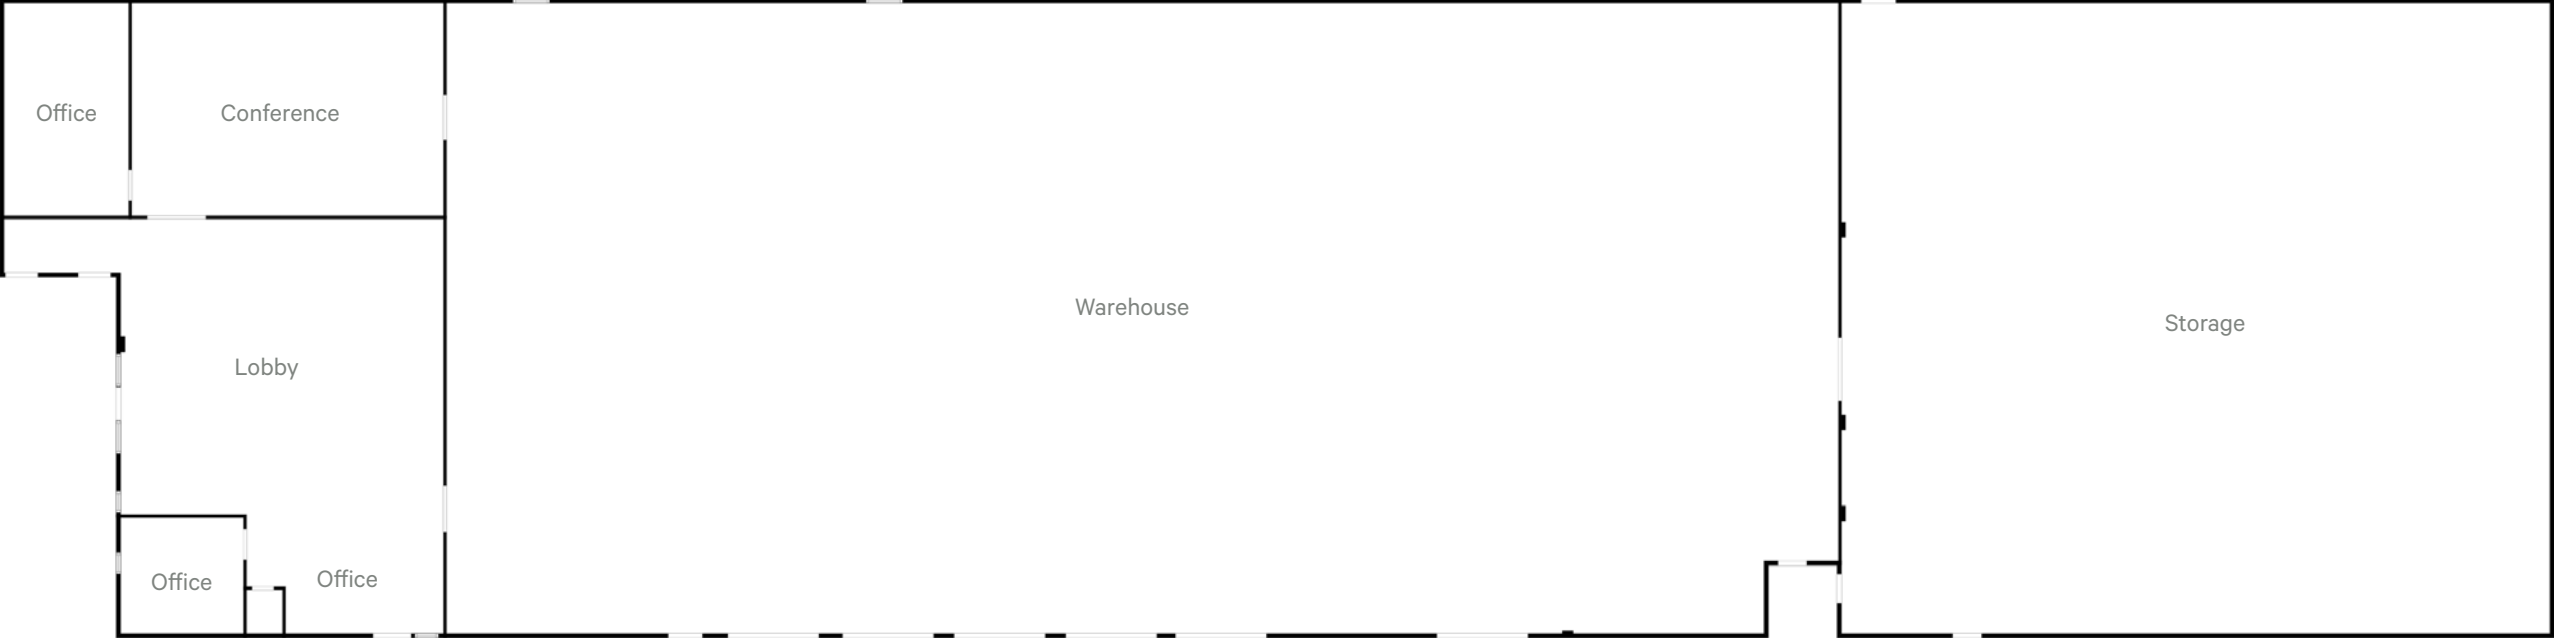 Office
Conference
Warehouse
Storage
Lobby
Office
Office